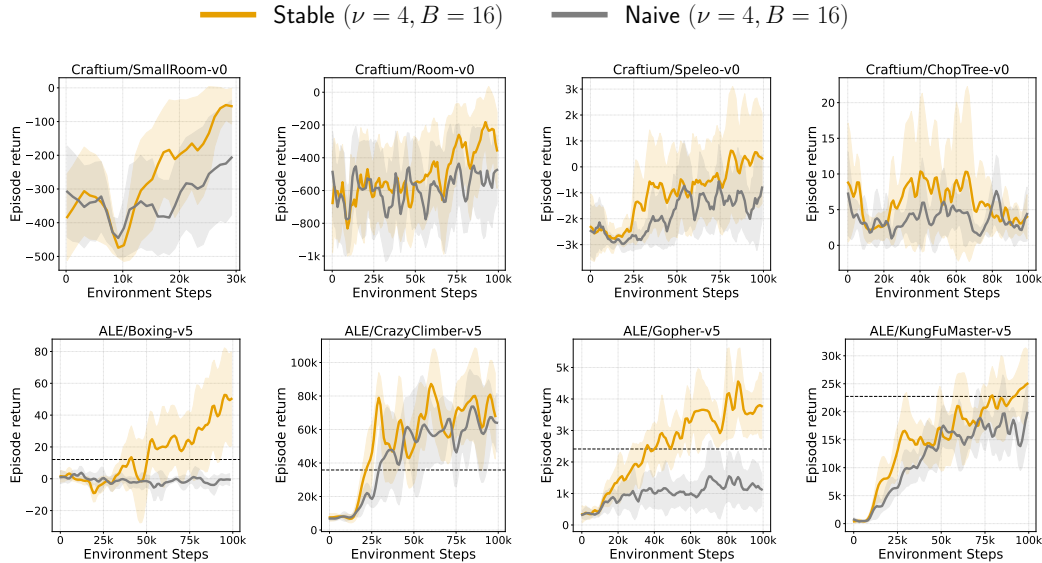 Stable (ν = 4, B = 16) Naive (ν = 4, B = 16)
Craftium/SmallRoom-v0
Episode return
0
−100
−200
−300
−400
−500
0 10k 20k 30k
Environment Steps
Craftium/Room-v0
Episode return
0
−200
−400
−600
−800
−1k
0 25k 50k 75k 100k
Environment Steps
Craftium/Speleo-v0
Episode return
3k
2k
1k
0
−1k
−2k
−3k
0 25k 50k 75k 100k
Environment Steps
Craftium/ChopTree-v0
Episode return
20
15
10
5
0
0 20k 40k 60k 80k 100k
Environment Steps
ALE/Boxing-v5
Episode return
80
60
40
20
0
−20
0 25k 50k 75k 100k
Environment Steps
ALE/CrazyClimber-v5
Episode return
100k
80k
60k
40k
20k
0
0 25k 50k 75k 100k
Environment Steps
ALE/Gopher-v5
Episode return
5k
4k
3k
2k
1k
0
0 20k 40k 60k 80k 100k
Environment Steps
ALE/KungFuMaster-v5
Episode return
30k
25k
20k
15k
10k
5k
0
0 25k 50k 75k 100k
Environment Steps